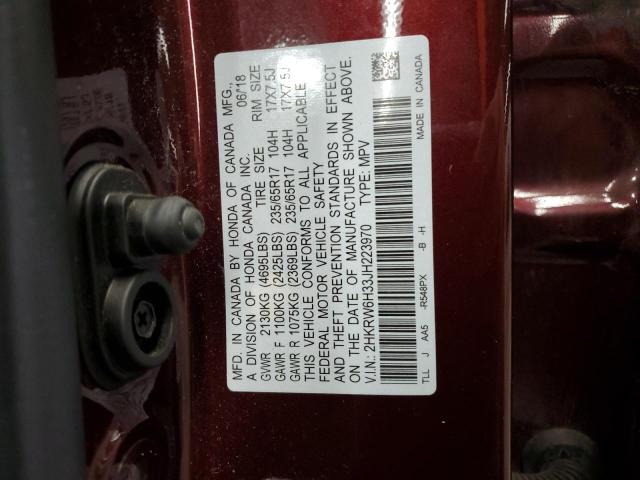 MFD. IN CANADA BY HONDA OF CANADA MFG.,
A DIVISION OF HONDA CANADA INC. 06/18
TIRE SIZE RIM SIZE
GVWR 2130KG (4695LBS)
GAWR F 1100KG (2425LBS) 235/65R17 104H 17X7.5J
GAWR R 1075KG (2369LBS) 235/65R17 104H 17X7.5J
THIS VEHICLE CONFORMS TO ALL APPLICABLE
FEDERAL MOTOR VEHICLE SAFETY
AND THEFT PREVENTION STANDARDS IN EFFECT
ON THE DATE OF MANUFACTURE SHOWN ABOVE.
V.I.N.: 2HKRW6H33JH223970 TYPE: MPV
TLL J AA5 -R548PX -B -H MADE IN CANADA